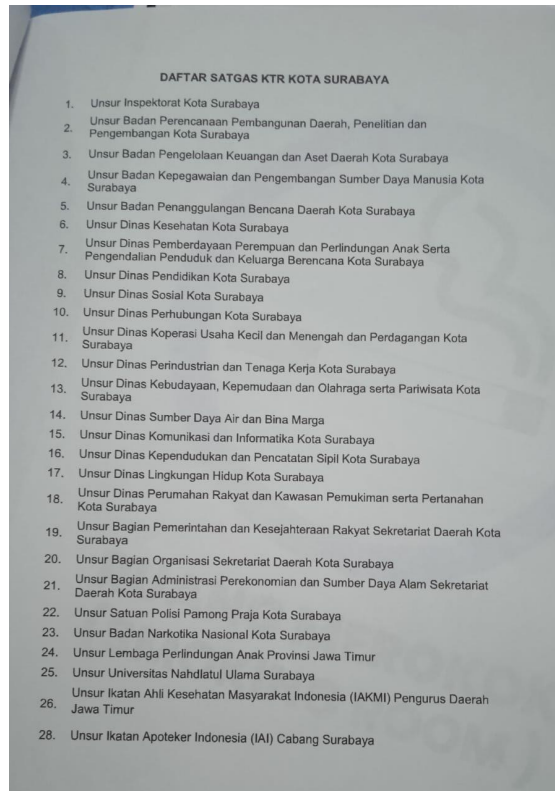 DAFTAR SATGAS KTR KOTA SURABAYA
1. Unsur Inspektorat Kota Surabaya
2. Unsur Badan Perencanaan Pembangunan Daerah, Penelitian dan
Pengembangan Kota Surabaya
3. Unsur Badan Pengelolaan Keuangan dan Aset Daerah Kota Surabaya
4. Unsur Badan Kepegawaian dan Pengembangan Sumber Daya Manusia Kota
Surabaya
5. Unsur Badan Penanggulangan Bencana Daerah Kota Surabaya
6. Unsur Dinas Kesehatan Kota Surabaya
7. Unsur Dinas Pemberdayaan Perempuan dan Perlindungan Anak Serta
Pengendalian Penduduk dan Keluarga Berencana Kota Surabaya
8. Unsur Dinas Pendidikan Kota Surabaya
9. Unsur Dinas Sosial Kota Surabaya
10. Unsur Dinas Perhubungan Kota Surabaya
11. Unsur Dinas Koperasi Usaha Kecil dan Menengah dan Perdagangan Kota
Surabaya
12. Unsur Dinas Perindustrian dan Tenaga Kerja Kota Surabaya
13. Unsur Dinas Kebudayaan, Kepemudaan dan Olahraga serta Pariwisata Kota
Surabaya
14. Unsur Dinas Sumber Daya Air dan Bina Marga
15. Unsur Dinas Komunikasi dan Informatika Kota Surabaya
16. Unsur Dinas Kependudukan dan Pencatatan Sipil Kota Surabaya
17. Unsur Dinas Lingkungan Hidup Kota Surabaya
18. Unsur Dinas Perumahan Rakyat dan Kawasan Pemukiman serta Pertanahan
Kota Surabaya
19. Unsur Bagian Pemerintahan dan Kesejahteraan Rakyat Sekretariat Daerah Kota
Surabaya
20. Unsur Bagian Organisasi Sekretariat Daerah Kota Surabaya
21. Unsur Bagian Administrasi Perekonomian dan Sumber Daya Alam Sekretariat
Daerah Kota Surabaya
22. Unsur Satuan Polisi Pamong Praja Kota Surabaya
23. Unsur Badan Narkotika Nasional Kota Surabaya
24. Unsur Lembaga Perlindungan Anak Provinsi Jawa Timur
25. Unsur Universitas Nahdlatul Ulama Surabaya
26. Unsur Ikatan Ahli Kesehatan Masyarakat Indonesia (IAKMI) Pengurus Daerah
Jawa Timur
28. Unsur Ikatan Apoteker Indonesia (IAI) Cabang Surabaya